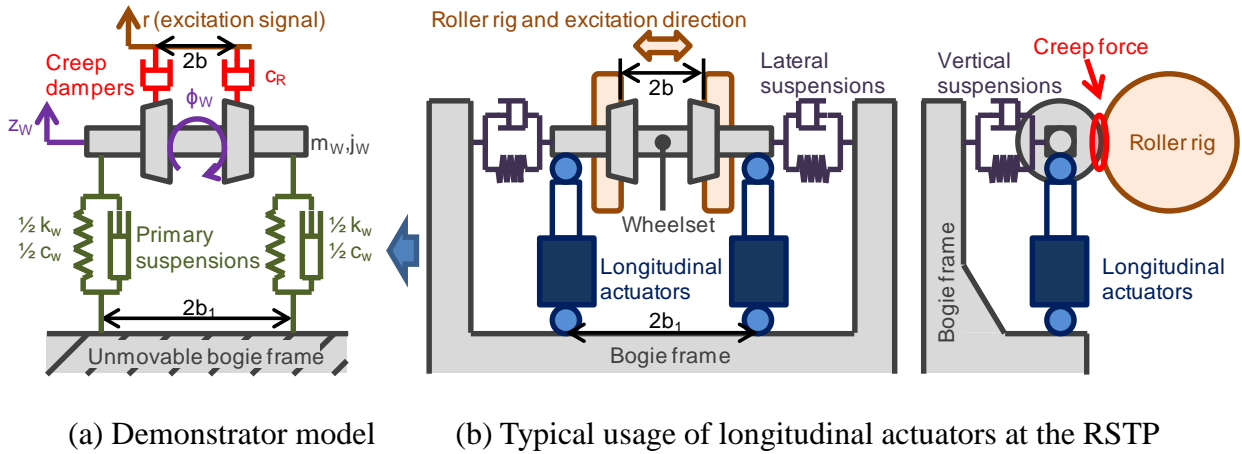 r (excitation signal)
2b
Creep
dampers
c_R
ϕ_W
z_W
m_W,j_W
½ k_w
½ c_w
Primary
suspensions
½ k_w
½ c_w
2b₁
Unmovable bogie frame
(a) Demonstrator model
Roller rig and excitation direction
2b
Lateral
suspensions
Wheelset
Longitudinal
actuators
2b₁
Bogie frame
Creep force
Vertical
suspensions
Roller rig
Bogie frame
Longitudinal
actuators
(b) Typical usage of longitudinal actuators at the RSTP